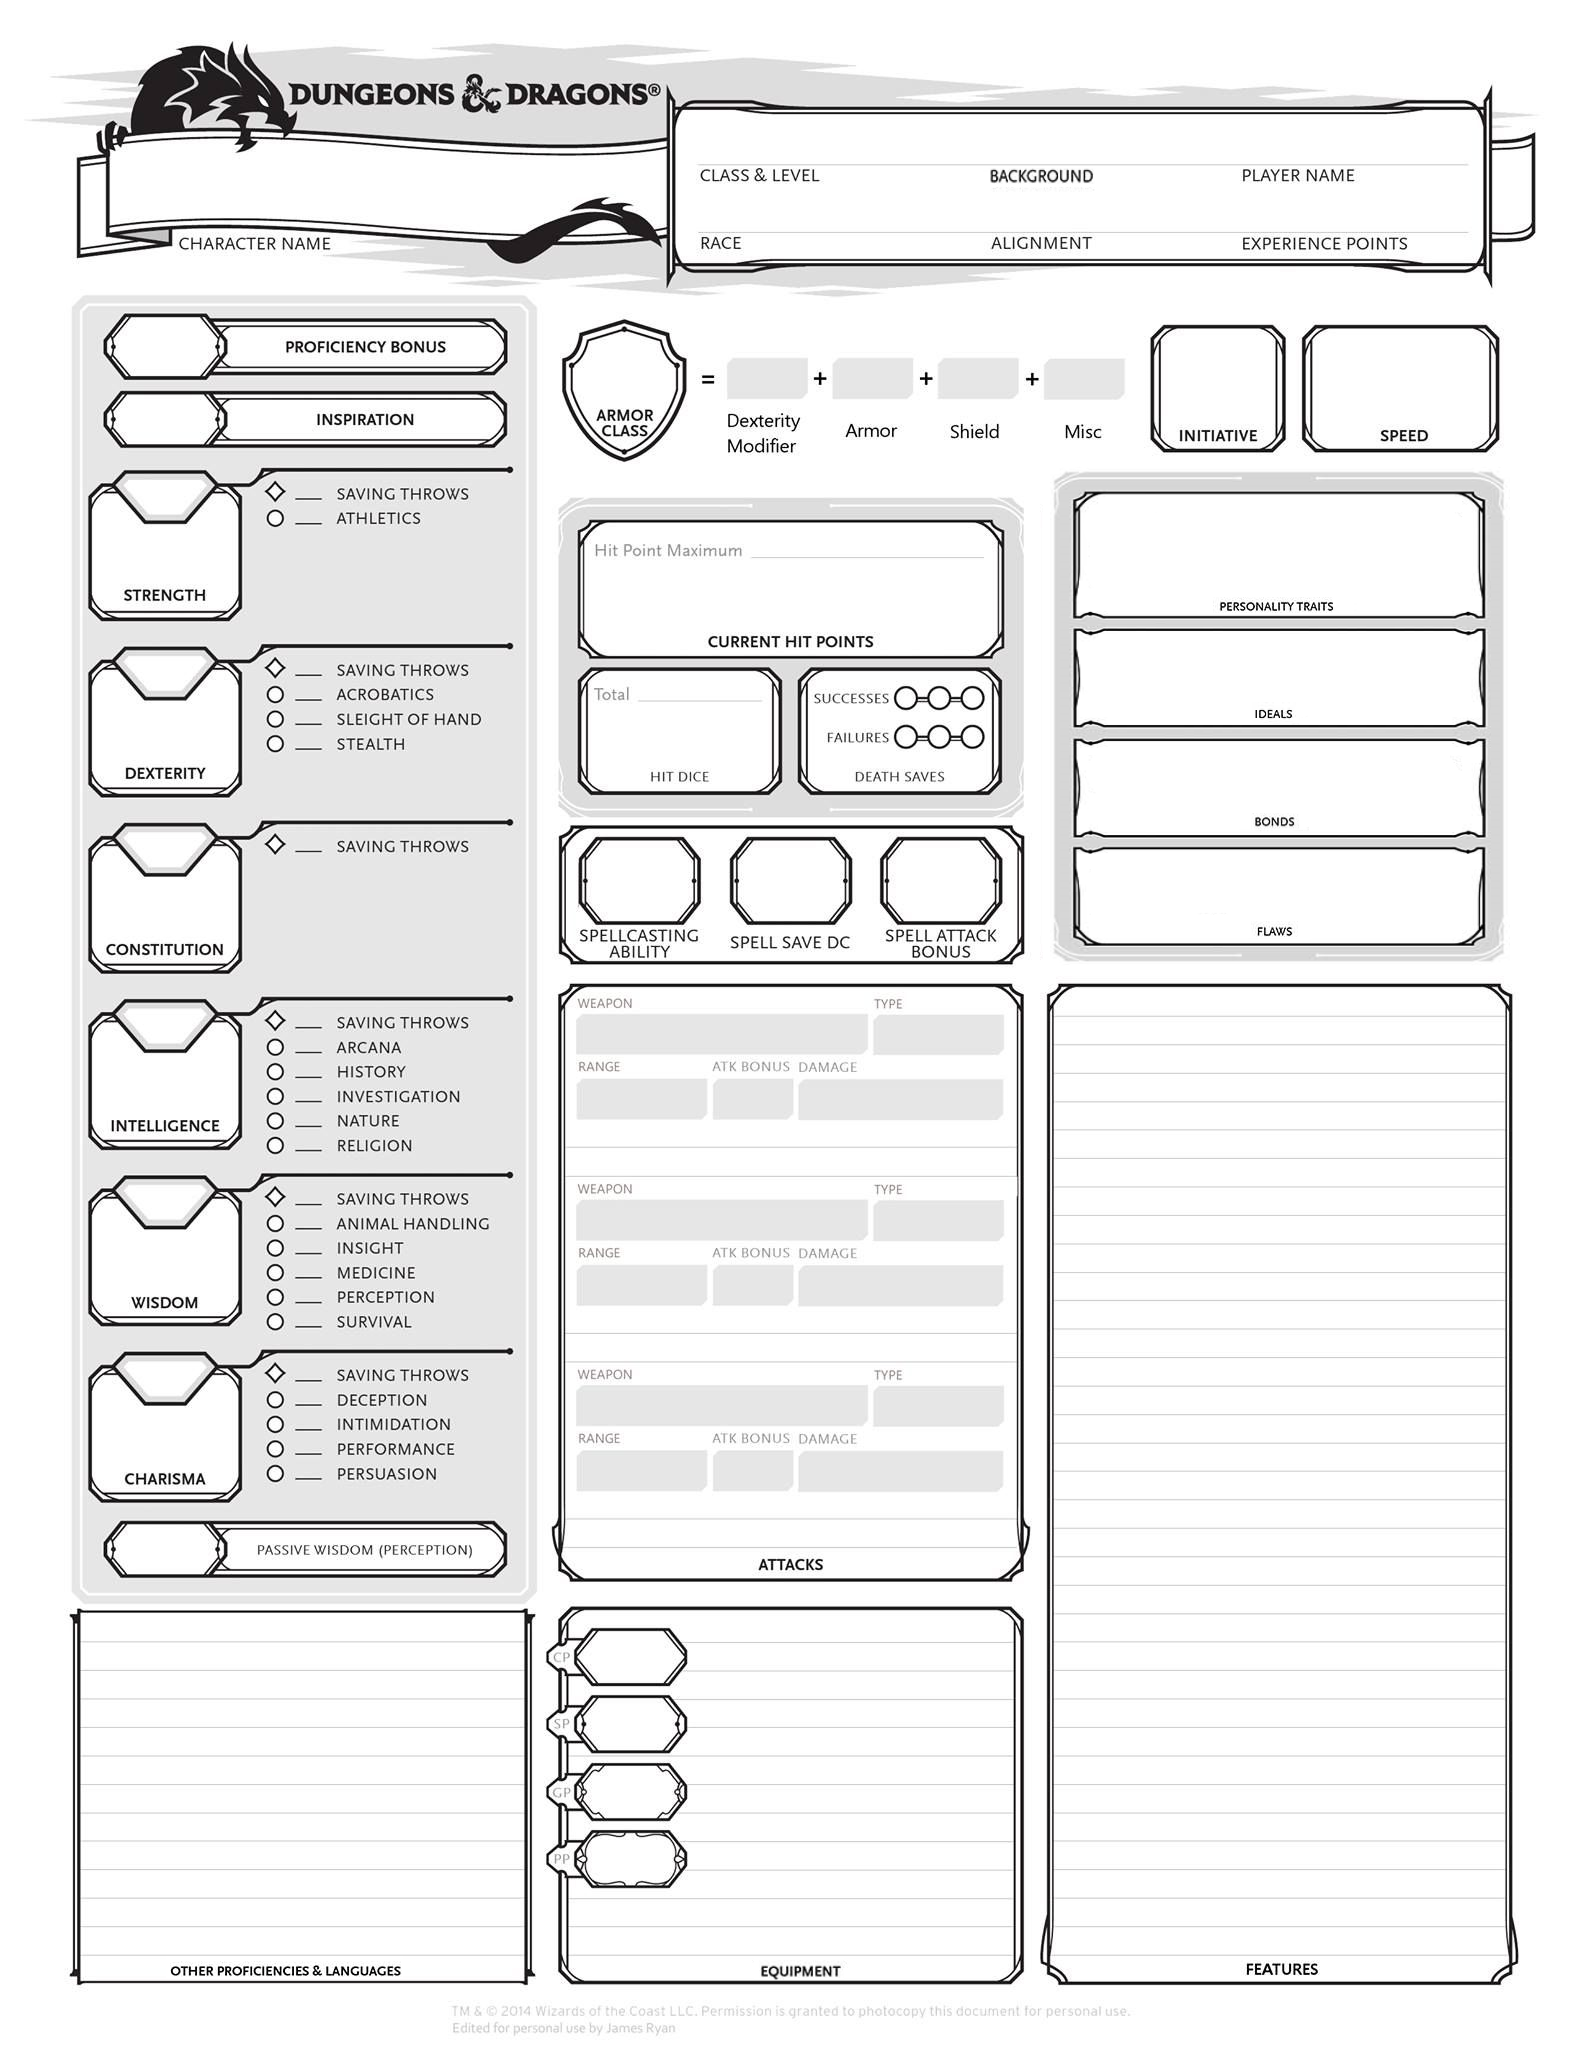 DUNGEONS & DRAGONS®
CLASS & LEVEL
BACKGROUND
PLAYER NAME
CHARACTER NAME
RACE
ALIGNMENT
EXPERIENCE POINTS
PROFICIENCY BONUS
INSPIRATION
STRENGTH
SAVING THROWS
ATHLETICS
DEXTERITY
SAVING THROWS
ACROBATICS
SLEIGHT OF HAND
STEALTH
CONSTITUTION
SAVING THROWS
INTELLIGENCE
SAVING THROWS
ARCANA
HISTORY
INVESTIGATION
NATURE
RELIGION
WISDOM
SAVING THROWS
ANIMAL HANDLING
INSIGHT
MEDICINE
PERCEPTION
SURVIVAL
CHARISMA
SAVING THROWS
DECEPTION
INTIMIDATION
PERFORMANCE
PERSUASION
PASSIVE WISDOM (PERCEPTION)
OTHER PROFICIENCIES & LANGUAGES
ARMOR
CLASS
= + + +
Dexterity
Modifier
Armor
Shield
Misc
INITIATIVE
SPEED
Hit Point Maximum
CURRENT HIT POINTS
Total
HIT DICE
SUCCESSES
FAILURES
DEATH SAVES
SPELLCASTING
ABILITY
SPELL SAVE DC
SPELL ATTACK
BONUS
PERSONALITY TRAITS
IDEALS
BONDS
FLAWS
WEAPON TYPE
RANGE ATK BONUS DAMAGE
WEAPON TYPE
RANGE ATK BONUS DAMAGE
WEAPON TYPE
RANGE ATK BONUS DAMAGE
ATTACKS
CP
SP
GP
PP
EQUIPMENT
FEATURES
TM & © 2014 Wizards of the Coast LLC. Permission is granted to photocopy this document for personal use.
Edited for personal use by James Ryan